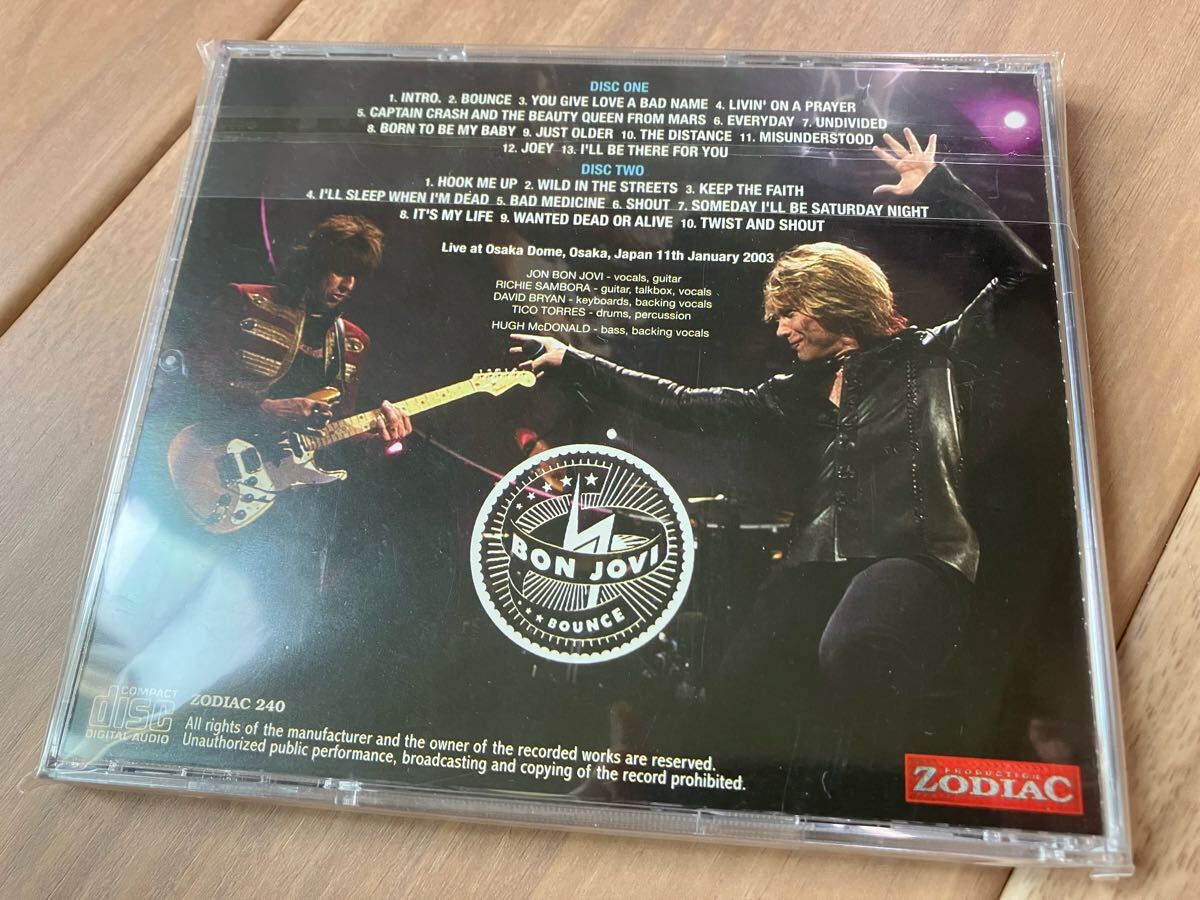 DISC ONE
1. INTRO. 2. BOUNCE 3. YOU GIVE LOVE A BAD NAME 4. LIVIN' ON A PRAYER
5. CAPTAIN CRASH AND THE BEAUTY QUEEN FROM MARS 6. EVERYDAY 7. UNDIVIDED
8. BORN TO BE MY BABY 9. JUST OLDER 10. THE DISTANCE 11. MISUNDERSTOOD
12. JOEY 13. I'LL BE THERE FOR YOU
DISC TWO
1. HOOK ME UP 2. WILD IN THE STREETS 3. KEEP THE FAITH
4. I'LL SLEEP WHEN I'M DEAD 5. BAD MEDICINE 6. SHOUT 7. SOMEDAY I'LL BE SATURDAY NIGHT
8. IT'S MY LIFE 9. WANTED DEAD OR ALIVE 10. TWIST AND SHOUT
Live at Osaka Dome, Osaka, Japan 11th January 2003
JON BON JOVI - vocals, guitar
RICHIE SAMBORA - guitar, talkbox, vocals
DAVID BRYAN - keyboards, backing vocals
TICO TORRES - drums, percussion
HUGH McDONALD - bass, backing vocals
BON JOVI
BOUNCE
COMPACT
disc
DIGITAL AUDIO
ZODIAC 240
All rights of the manufacturer and the owner of the recorded works are reserved.
Unauthorized public performance, broadcasting and copying of the record prohibited.
PRODUCTION
ZODIAC